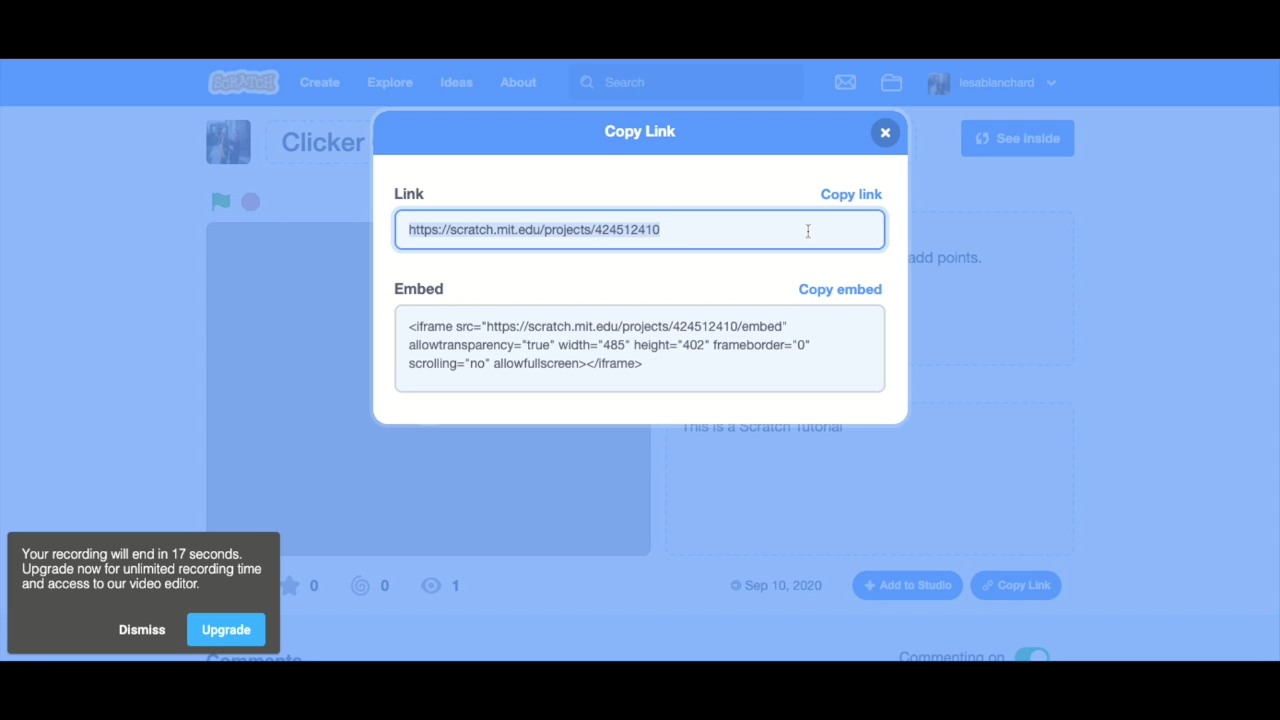 SCRATCH Create Explore Ideas About Search lesablanchard
Copy Link
Clicker
See inside
Link Copy link
https://scratch.mit.edu/projects/424512410
add points.
Embed Copy embed
<iframe src="https://scratch.mit.edu/projects/424512410/embed"
allowtransparency="true" width="485" height="402" frameborder="0"
scrolling="no" allowfullscreen></iframe>
This is a Scratch Tutorial
Your recording will end in 17 seconds.
Upgrade now for unlimited recording time
and access to our video editor.
Dismiss Upgrade
0 0 1 Sep 10, 2020 Add to Studio Copy Link
Comments Commenting on